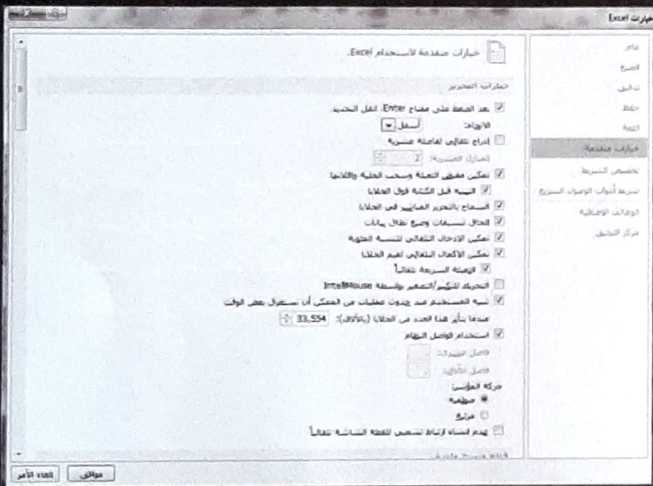 خيارات Excel
عام
الصيغ
تدقيق
حفظ
اللغة
خيارات متقدمة
تخصيص الشريط
شريط أدوات الوصول السريع
الوظائف الإضافية
مركز التوثيق
خيارات متقدمة لاستخدام Excel.
خيارات التحرير
بعد الضغط على مفتاح Enter، انقل التحديد
الاتجاه: أسفل
إدراج تلقائي لفاصلة عشرية
المنازل العشرية: 2
تمكين مقبض التعبئة وسحب الخلية وإفلاتها
التنبيه قبل الكتابة فوق الخلايا
السماح بالتحرير المباشر في الخلايا
إلحاق تنسيقات وصيغ نطاق بيانات
تمكين الإدخال التلقائي للنسبة المئوية
تمكين الإكمال التلقائي لقيم الخلايا
التعبئة السريعة تلقائياً
التحريك للتكبير/التصغير بواسطة IntelliMouse
تنبيه المستخدم عند حدوث عمليات من الممكن أن تستغرق بعض الوقت
عندما يتأثر هذا العدد من الخلايا (بالآلاف): 33,554
استخدام فواصل النظام
فاصل عشري:
فاصل الآلاف:
حركة المؤشر:
منطقية
مرئية
عدم إنشاء ارتباط تشعبي للقطة الشاشة تلقائياً
موافق
إلغاء الأمر